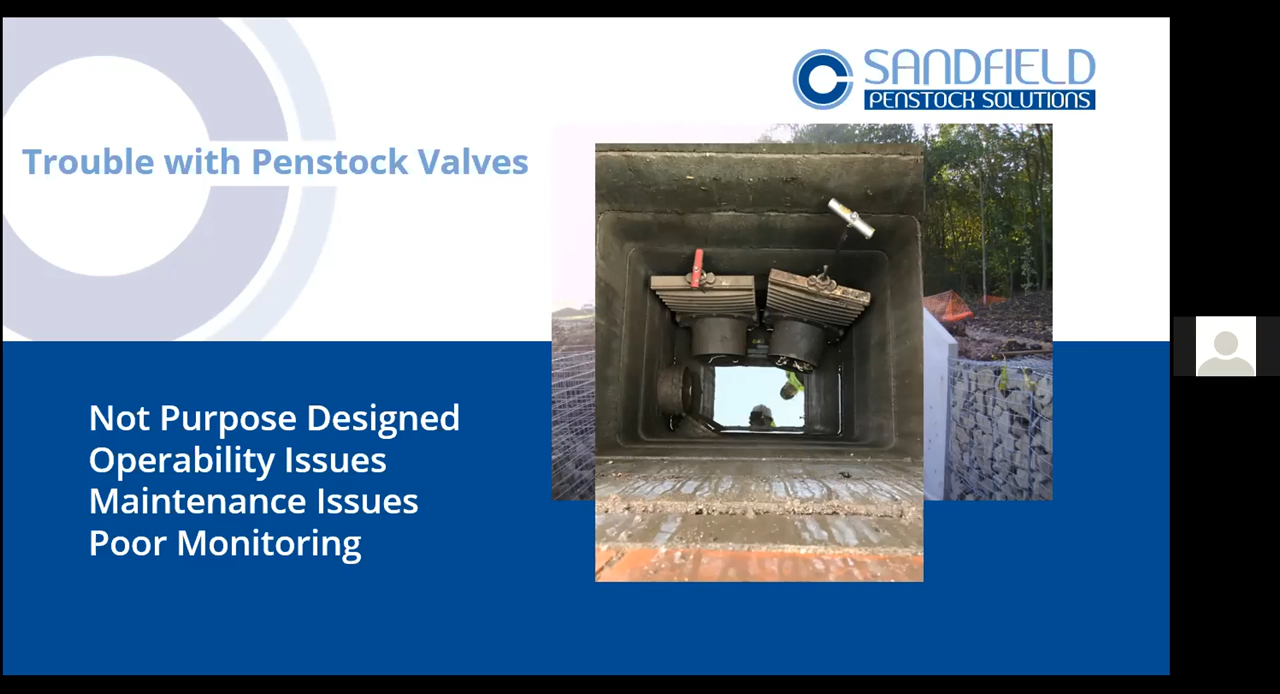 SANDFIELD
PENSTOCK SOLUTIONS
Trouble with Penstock Valves
Not Purpose Designed
Operability Issues
Maintenance Issues
Poor Monitoring